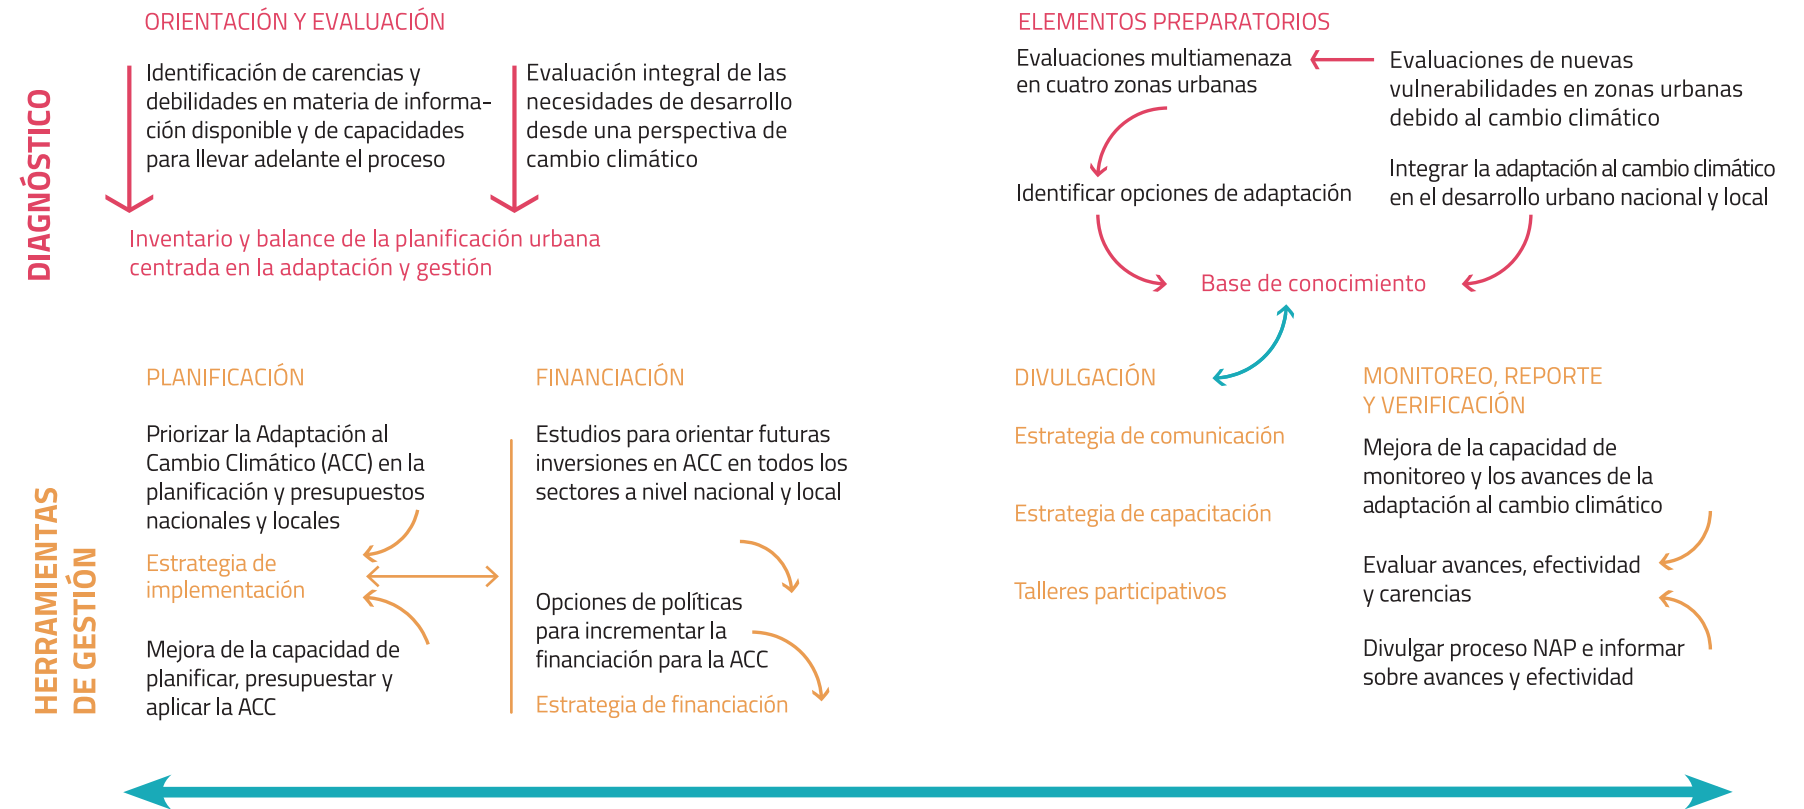 DIAGNÓSTICO
ORIENTACIÓN Y EVALUACIÓN
Identificación de carencias y
debilidades en materia de informa-
ción disponible y de capacidades
para llevar adelante el proceso
Evaluación integral de las
necesidades de desarrollo
desde una perspectiva de
cambio climático
Inventario y balance de la planificación urbana
centrada en la adaptación y gestión
ELEMENTOS PREPARATORIOS
Evaluaciones multiamenaza
en cuatro zonas urbanas
Evaluaciones de nuevas
vulnerabilidades en zonas urbanas
debido al cambio climático
Identificar opciones de adaptación
Integrar la adaptación al cambio climático
en el desarrollo urbano nacional y local
Base de conocimiento
HERRAMIENTAS
DE GESTIÓN
PLANIFICACIÓN
Priorizar la Adaptación al
Cambio Climático (ACC) en la
planificación y presupuestos
nacionales y locales
Estrategia de
implementación
Mejora de la capacidad de
planificar, presupuestar y
aplicar la ACC
FINANCIACIÓN
Estudios para orientar futuras
inversiones en ACC en todos los
sectores a nivel nacional y local
Opciones de políticas
para incrementar la
financiación para la ACC
Estrategia de financiación
DIVULGACIÓN
Estrategia de comunicación
Estrategia de capacitación
Talleres participativos
MONITOREO, REPORTE
Y VERIFICACIÓN
Mejora de la capacidad de
monitoreo y los avances de la
adaptación al cambio climático
Evaluar avances, efectividad
y carencias
Divulgar proceso NAP e informar
sobre avances y efectividad